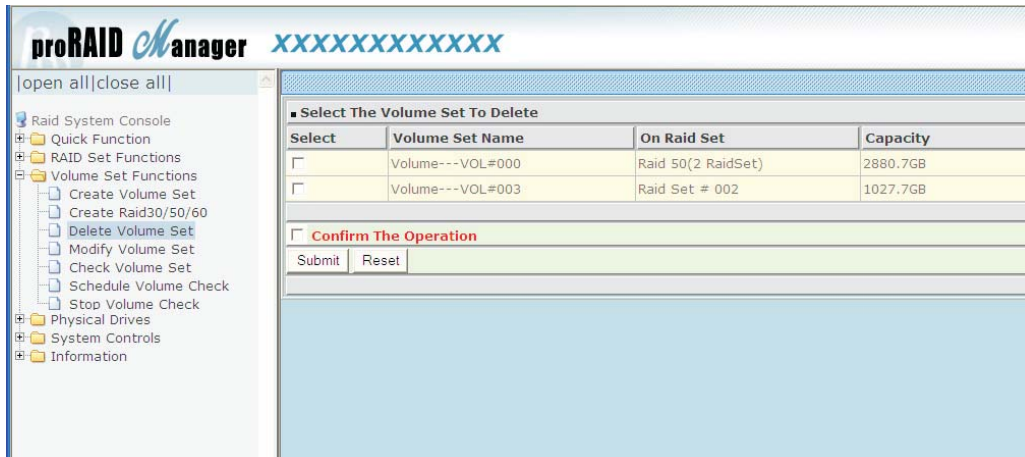 proRAID Manager XXXXXXXXXXXX
|open all|close all|
Raid System Console
Quick Function
RAID Set Functions
Volume Set Functions
Create Volume Set
Create Raid30/50/60
Delete Volume Set
Modify Volume Set
Check Volume Set
Schedule Volume Check
Stop Volume Check
Physical Drives
System Controls
Information
Select The Volume Set To Delete
Select Volume Set Name On Raid Set Capacity
Volume---VOL#000 Raid 50(2 RaidSet) 2880.7GB
Volume---VOL#003 Raid Set # 002 1027.7GB
Confirm The Operation
Submit Reset